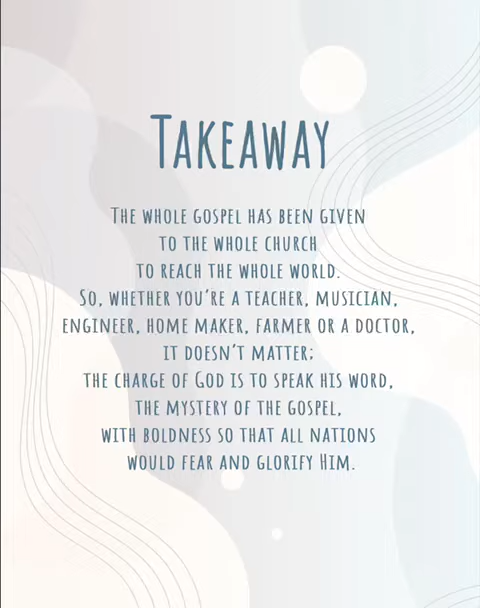 TAKEAWAY
THE WHOLE GOSPEL HAS BEEN GIVEN
TO THE WHOLE CHURCH
TO REACH THE WHOLE WORLD.
SO, WHETHER YOU'RE A TEACHER, MUSICIAN,
ENGINEER, HOME MAKER, FARMER OR A DOCTOR,
IT DOESN'T MATTER;
THE CHARGE OF GOD IS TO SPEAK HIS WORD,
THE MYSTERY OF THE GOSPEL,
WITH BOLDNESS SO THAT ALL NATIONS
WOULD FEAR AND GLORIFY HIM.